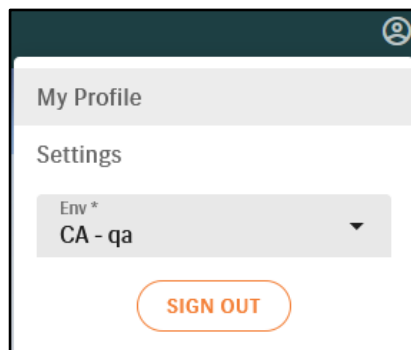 My Profile
Settings
Env *
CA - qa
SIGN OUT